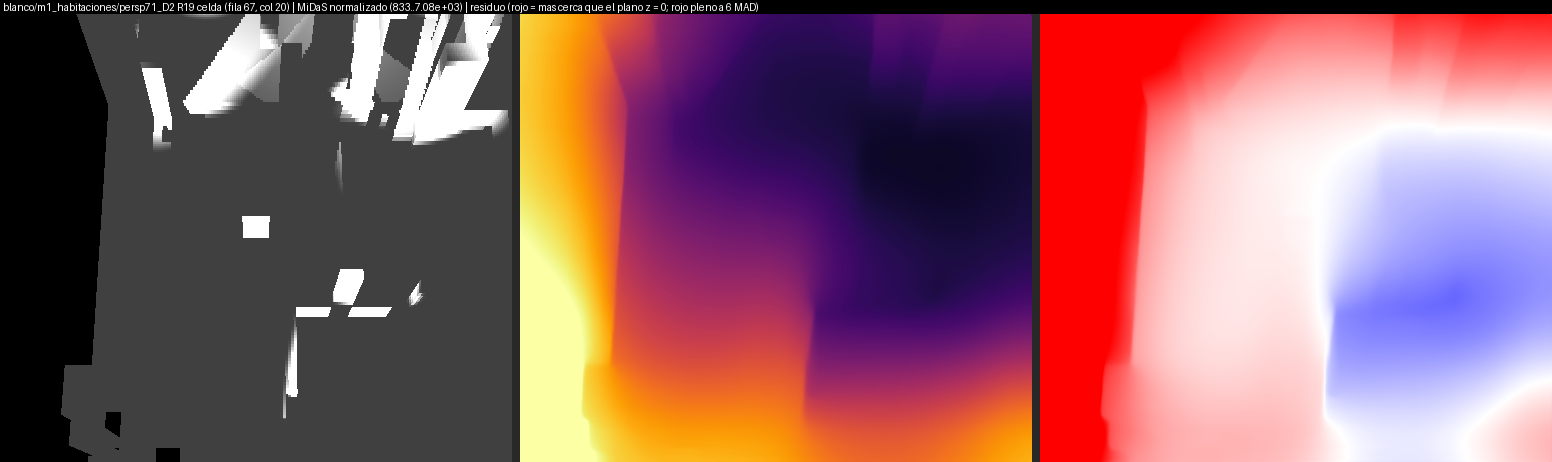 blanco/m1_habitaciones/persp71_D2 R19 celda (fila 67, col 20) | MiDaS normalizado (833..7.08e+03) | residuo (rojo = mas cerca que el plano z = 0; rojo pleno a 6 MAD)